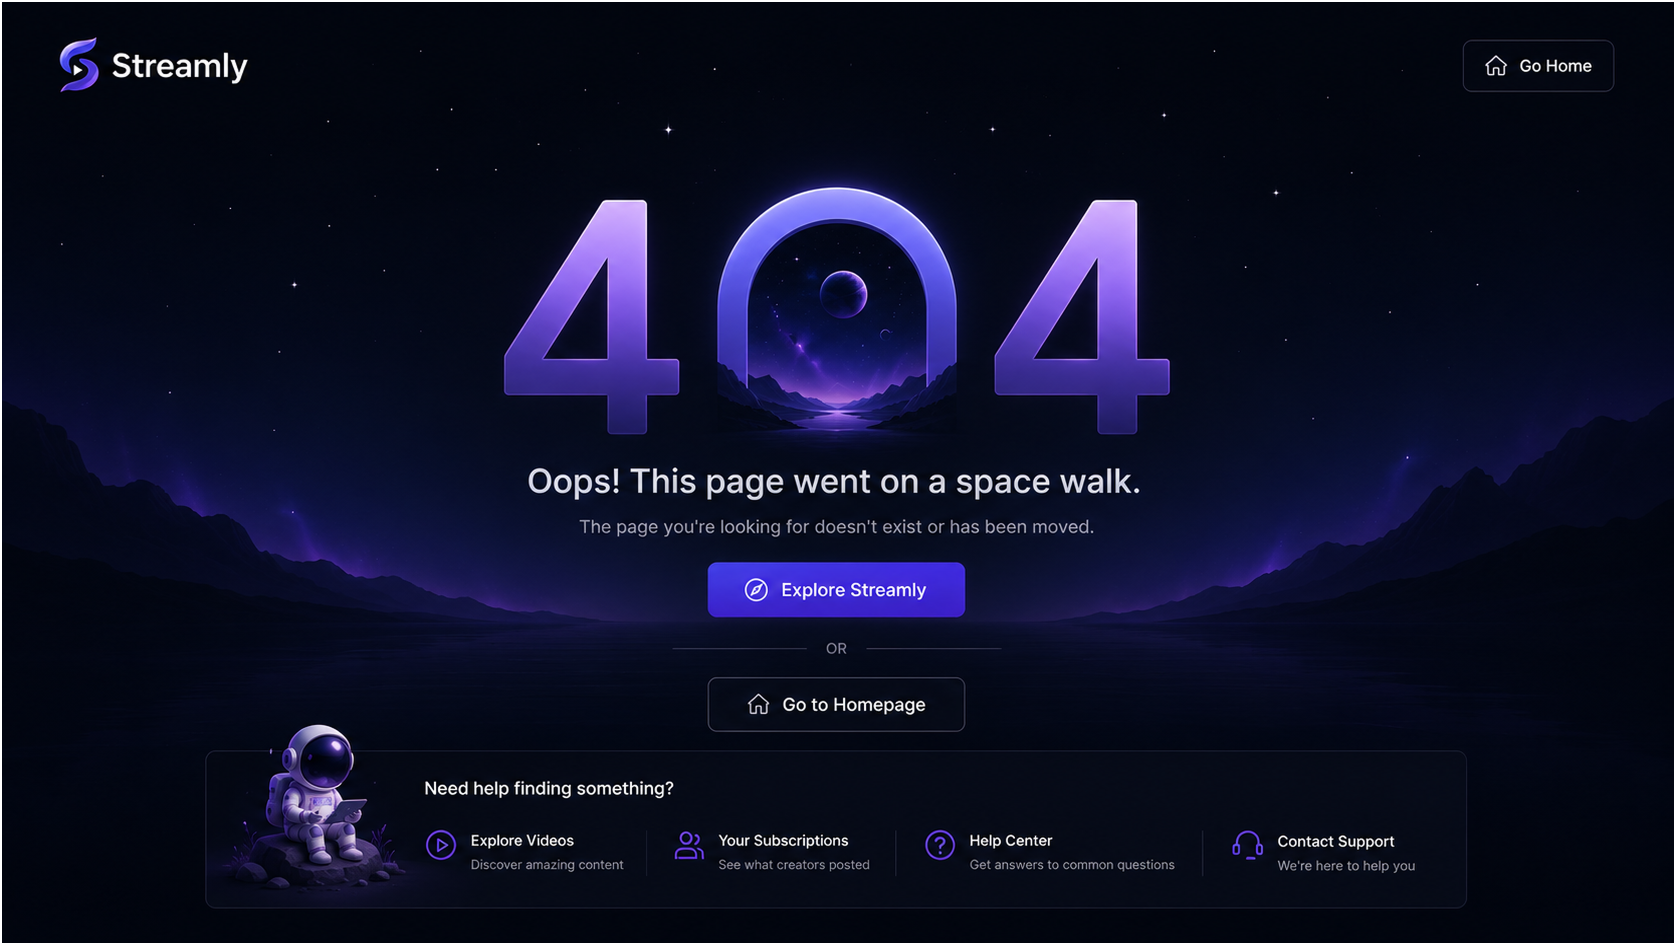 Streamly
Go Home
404
Oops! This page went on a space walk.
The page you're looking for doesn't exist or has been moved.
Explore Streamly
OR
Go to Homepage
Need help finding something?
Explore Videos
Discover amazing content
Your Subscriptions
See what creators posted
Help Center
Get answers to common questions
Contact Support
We're here to help you